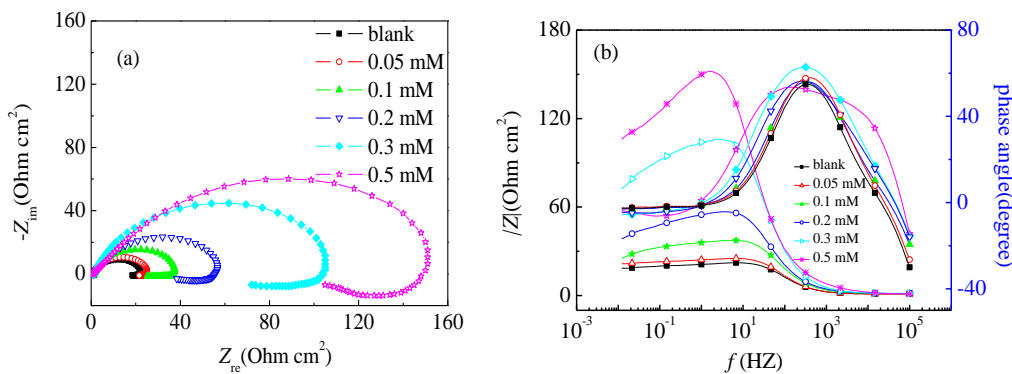 (a)
-Z_im(Ohm cm²)
160
120
80
40
0
0 40 80 120 160
Z_re(Ohm cm²)
blank
0.05 mM
0.1 mM
0.2 mM
0.3 mM
0.5 mM
(b)
/Z|(Ohm cm²)
180
120
60
0
10⁻³ 10⁻¹ 10¹ 10³ 10⁵
f (HZ)
blank
0.05 mM
0.1 mM
0.2 mM
0.3 mM
0.5 mM
80
40
0
−40
phase angle(degree)